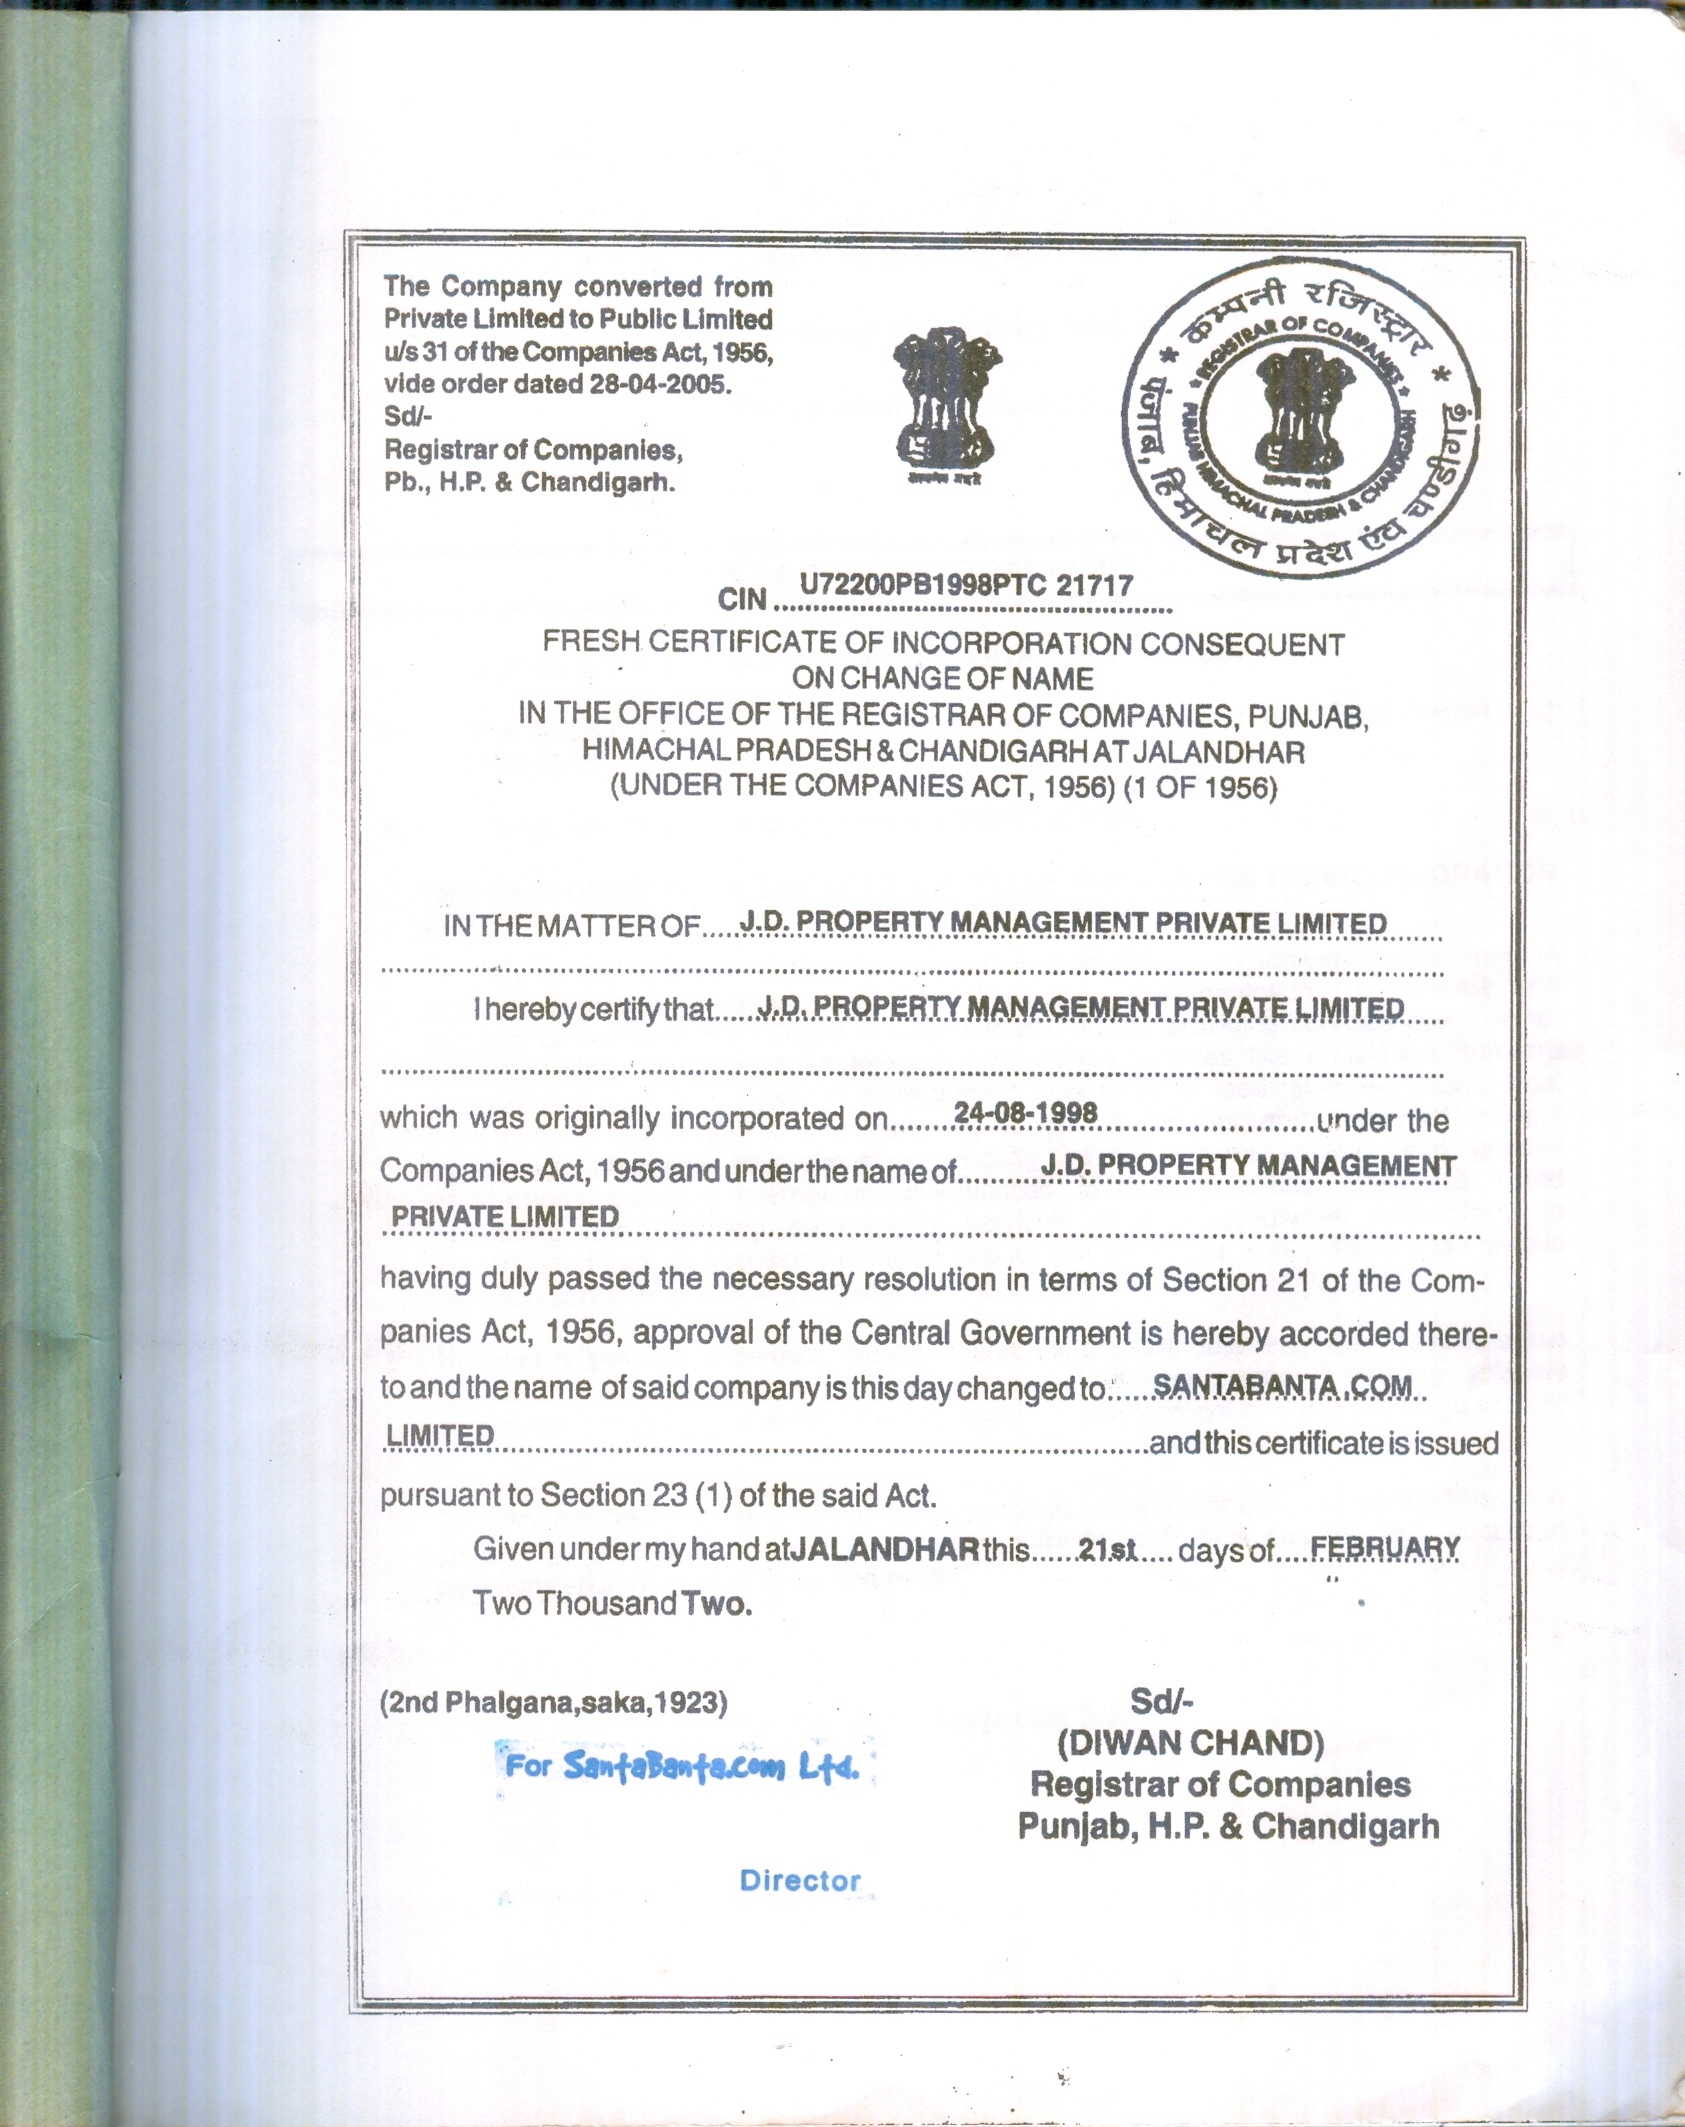 The Company converted from
Private Limited to Public Limited
u/s 31 of the Companies Act, 1956,
vide order dated 28-04-2005.
Sd/-
Registrar of Companies,
Pb., H.P. & Chandigarh.
* कम्पनी रजिस्ट्रार *
पंजाब, हिमाचल प्रदेश एंव चण्डीगढ़
* REGISTRAR OF COMPANIES *
PUNJAB HIMACHAL PRADESH & CHANDIGARH
CIN U72200PB1998PTC 21717
FRESH CERTIFICATE OF INCORPORATION CONSEQUENT
ON CHANGE OF NAME
IN THE OFFICE OF THE REGISTRAR OF COMPANIES, PUNJAB,
HIMACHAL PRADESH & CHANDIGARH AT JALANDHAR
(UNDER THE COMPANIES ACT, 1956) (1 OF 1956)
IN THE MATTER OF.....J.D. PROPERTY MANAGEMENT PRIVATE LIMITED
I hereby certify that.....J.D. PROPERTY MANAGEMENT PRIVATE LIMITED
which was originally incorporated on........24-08-1998........under the
Companies Act, 1956 and under the name of..........J.D. PROPERTY MANAGEMENT
PRIVATE LIMITED
having duly passed the necessary resolution in terms of Section 21 of the Com-
panies Act, 1956, approval of the Central Government is hereby accorded there-
to and the name of said company is this day changed to.....SANTABANTA .COM..
LIMITED........and this certificate is issued
pursuant to Section 23 (1) of the said Act.
Given under my hand at JALANDHAR this......21st.... days of....FEBRUARY
Two Thousand Two.
(2nd Phalgana,saka,1923)
Sd/-
(DIWAN CHAND)
Registrar of Companies
Punjab, H.P. & Chandigarh
For SantaBanta.com Ltd.
Director